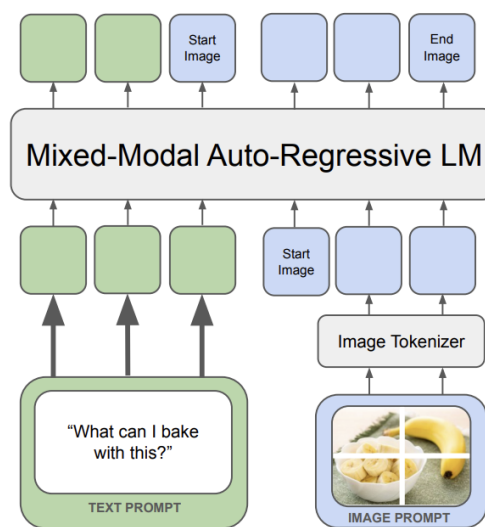 Start
Image
End
Image
Mixed-Modal Auto-Regressive LM
Start
Image
Image Tokenizer
“What can I bake
with this?”
TEXT PROMPT
IMAGE PROMPT